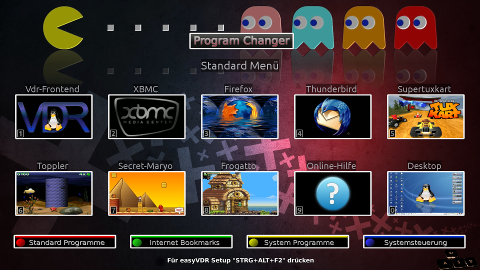 Program Changer
Standard Menü
Vdr-Frontend XBMC Firefox Thunderbird Supertuxkart
VDR xbmc MEDIA CENTER TUX KART
1 2 3 4 5
Toppler Secret-Maryo Frogatto Online-Hilfe Desktop
?
6 7 8 9 0
Standard Programme Internet Bookmarks System Programme Systemsteuerung
Für easyVDR Setup "STRG+ALT+F2" drücken